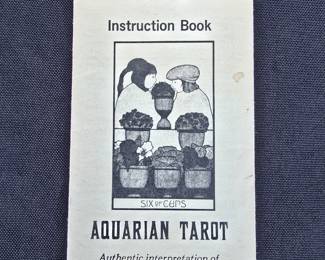 Instruction Book
SIX OF CUPS
AQUARIAN TAROT
Authentic interpretation of